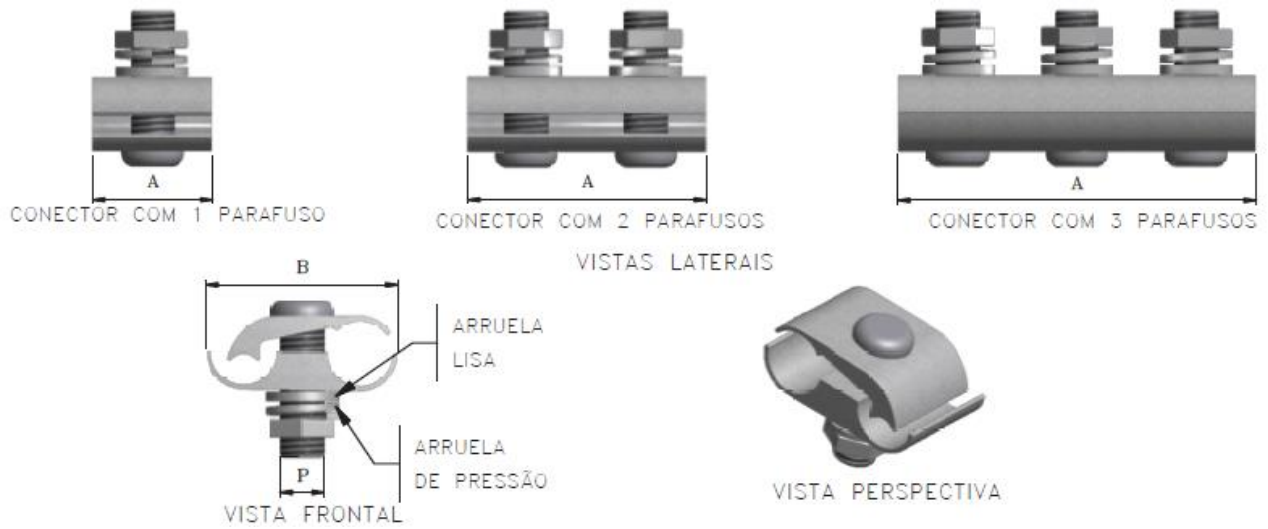 A
A
A
CONECTOR COM 1 PARAFUSO
CONECTOR COM 2 PARAFUSOS
CONECTOR COM 3 PARAFUSOS
VISTAS LATERAIS
B
ARRUELA
LISA
ARRUELA
DE PRESSÃO
P
VISTA FRONTAL
VISTA PERSPECTIVA